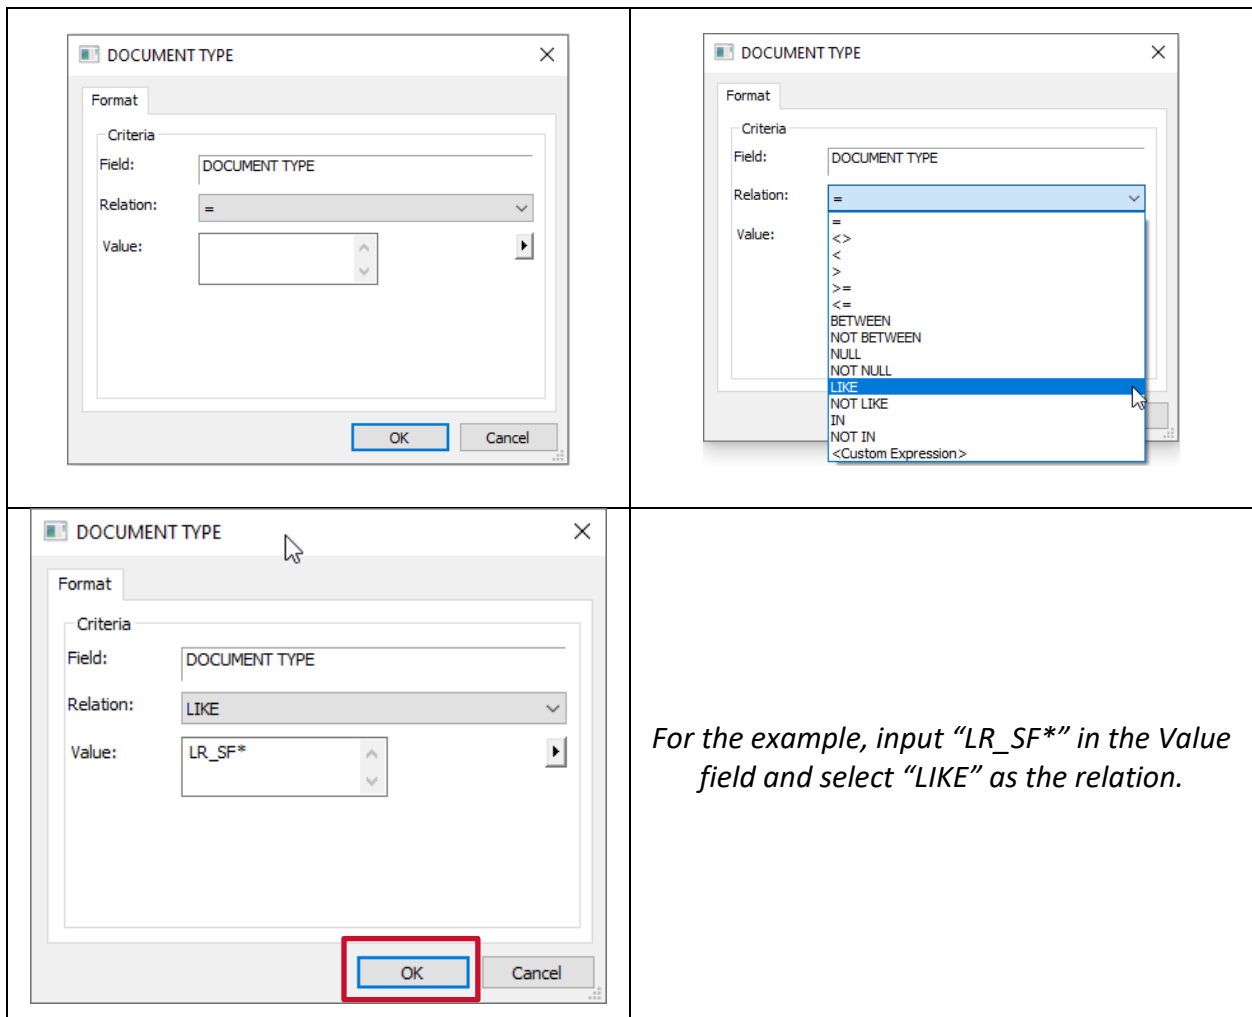 DOCUMENT TYPE
Format
Criteria
Field: DOCUMENT TYPE
Relation: =
Value:
OK Cancel
DOCUMENT TYPE
Format
Criteria
Field: DOCUMENT TYPE
Relation: =
Value:
=
<>
<
>
>=
<=
BETWEEN
NOT BETWEEN
NULL
NOT NULL
LIKE
NOT LIKE
IN
NOT IN
<Custom Expression>
DOCUMENT TYPE
Format
Criteria
Field: DOCUMENT TYPE
Relation: LIKE
Value: LR_SF*
OK Cancel
For the example, input “LR_SF*” in the Value
field and select “LIKE” as the relation.